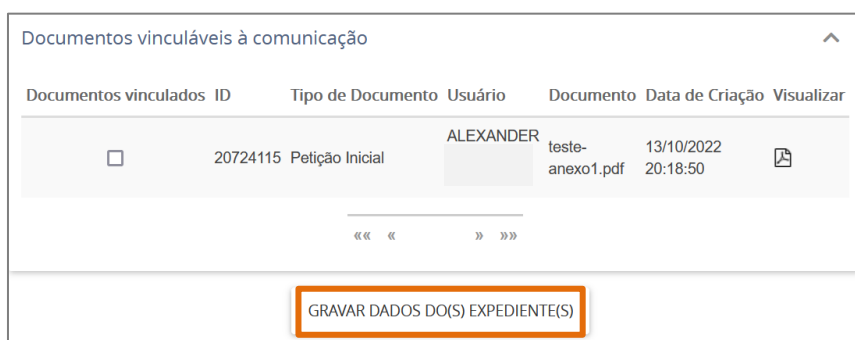 Documentos vinculáveis à comunicação
Documentos vinculados ID Tipo de Documento Usuário Documento Data de Criação Visualizar
20724115 Petição Inicial ALEXANDER teste-anexo1.pdf 13/10/2022 20:18:50
«« « » »»
GRAVAR DADOS DO(S) EXPEDIENTE(S)